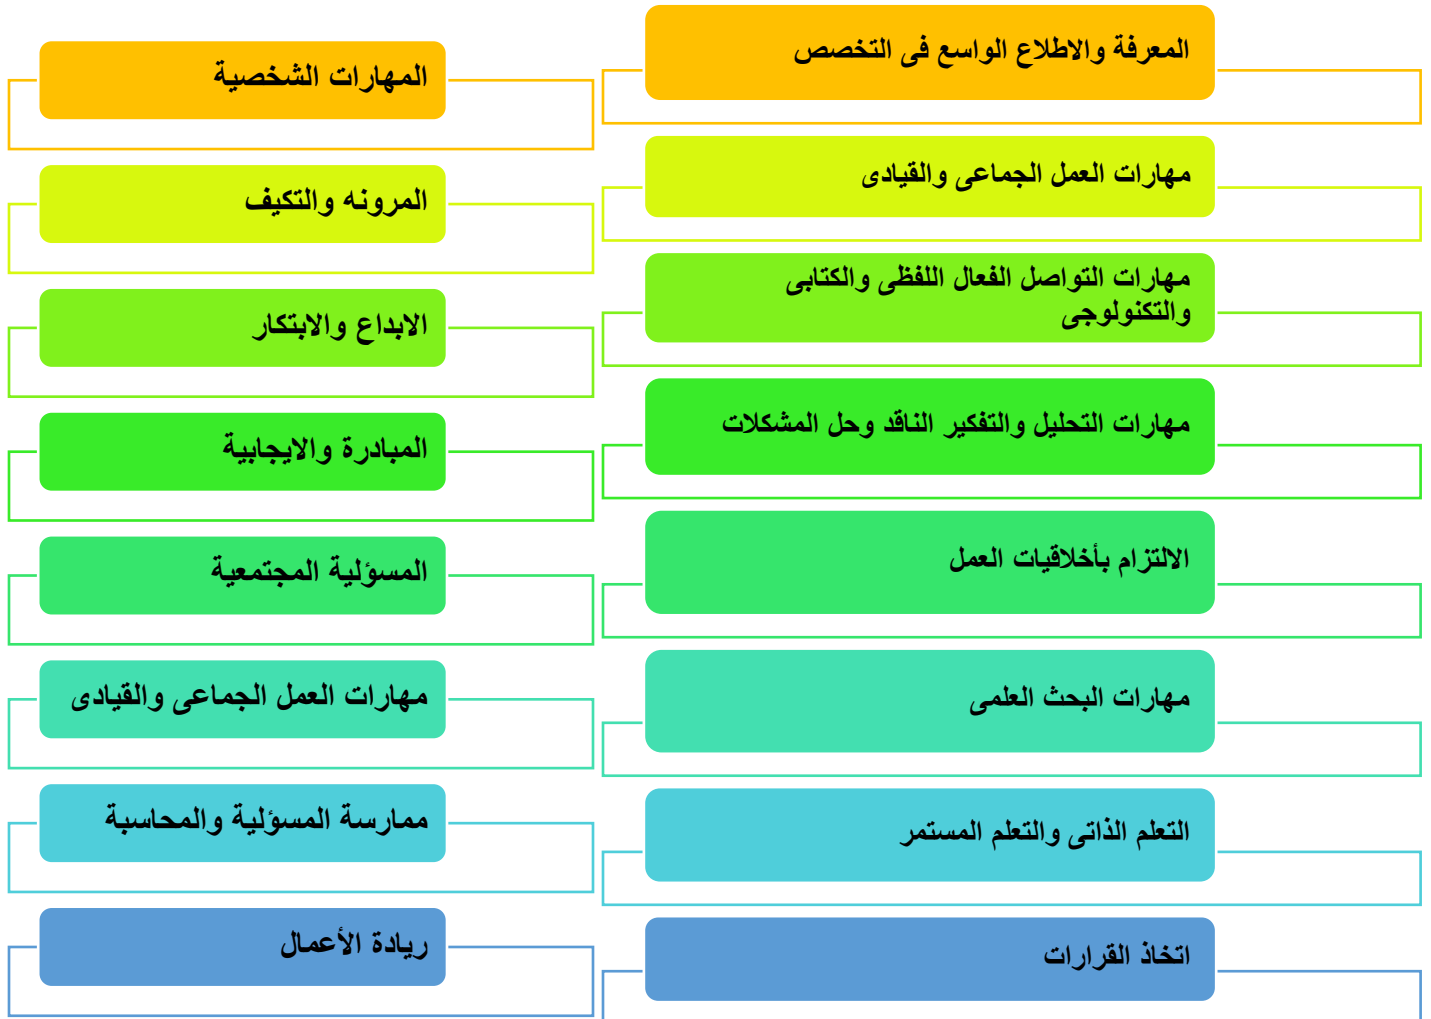 المعرفة والاطلاع الواسع فى التخصص
مهارات العمل الجماعى والقيادى
مهارات التواصل الفعال اللفظى والكتابى
والتكنولوجى
مهارات التحليل والتفكير الناقد وحل المشكلات
الالتزام بأخلاقيات العمل
مهارات البحث العلمى
التعلم الذاتى والتعلم المستمر
اتخاذ القرارات
المهارات الشخصية
المرونه والتكيف
الابداع والابتكار
المبادرة والايجابية
المسؤلية المجتمعية
مهارات العمل الجماعى والقيادى
ممارسة المسؤلية والمحاسبة
ريادة الأعمال